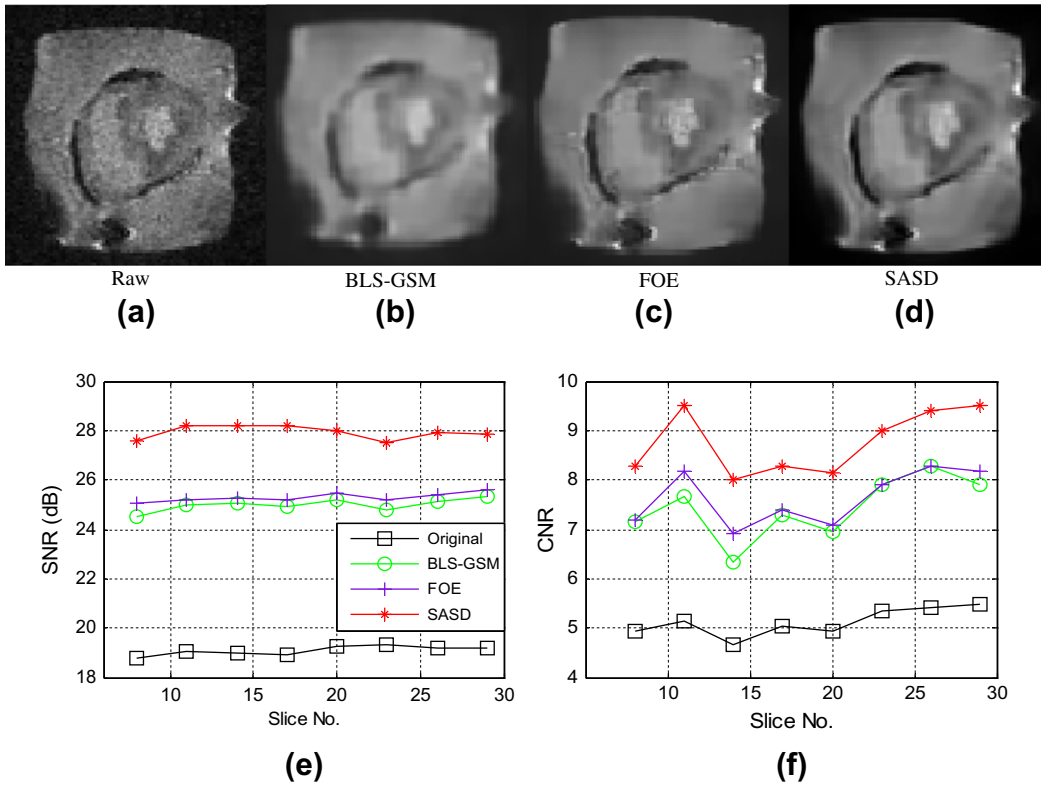 Raw BLS-GSM FOE SASD
(a) (b) (c) (d)
30
28
26
24
22
20
18
SNR (dB)
10 15 20 25 30
Slice No.
Original
BLS-GSM
FOE
SASD
(e)
10
9
8
7
6
5
4
CNR
10 15 20 25 30
Slice No.
(f)